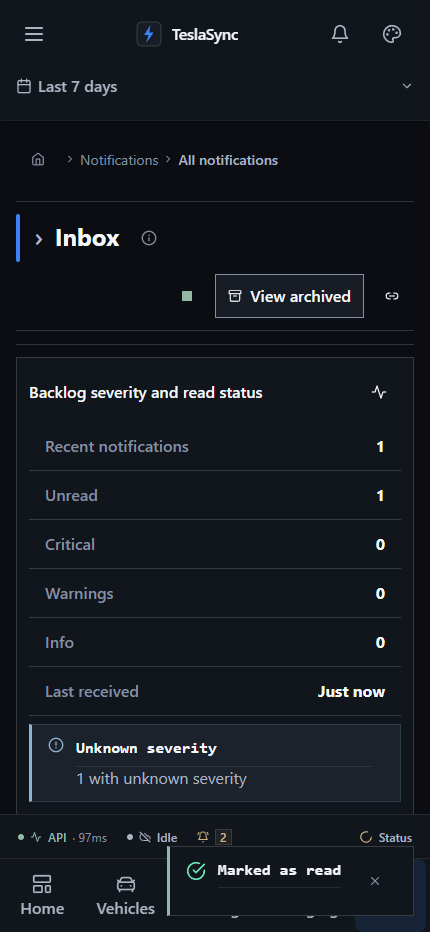 TeslaSync
Last 7 days
Notifications
All notifications
Inbox
View archived
Backlog severity and read status
Recent notifications 1
Unread 1
Critical 0
Warnings 0
Info 0
Last received Just now
Unknown severity
1 with unknown severity
API · 97ms Idle 2 Status
Marked as read
Home Vehicles